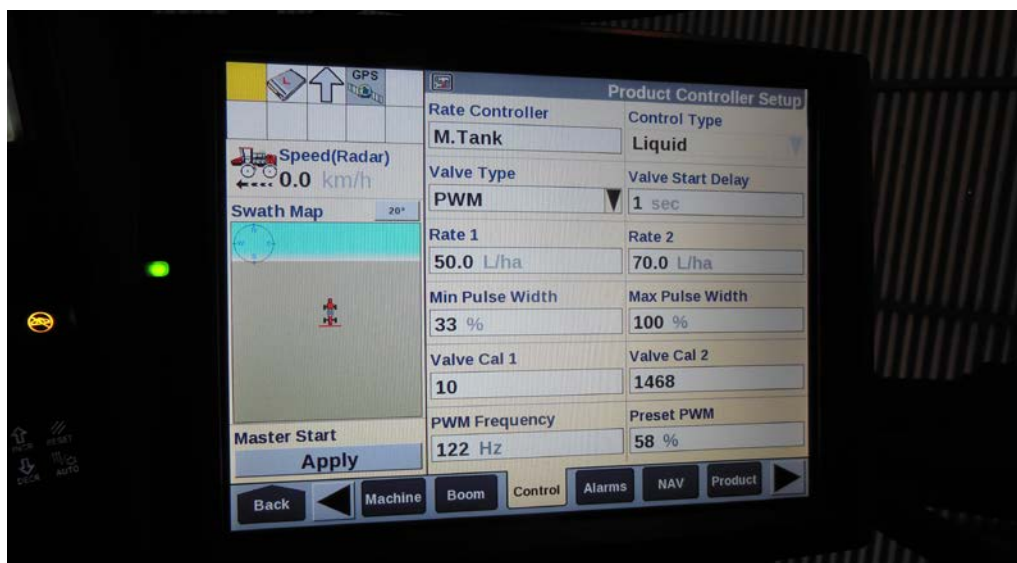 L
GPS
Product Controller Setup
Rate Controller
Control Type
M.Tank
Liquid
Speed(Radar)
0.0 km/h
Valve Type
Valve Start Delay
PWM
1 sec
Swath Map
20°
Rate 1
Rate 2
50.0 L/ha
70.0 L/ha
Min Pulse Width
Max Pulse Width
33 %
100 %
Valve Cal 1
Valve Cal 2
10
1468
PWM Frequency
Preset PWM
122 Hz
58 %
Master Start
Apply
Back
Machine
Boom
Control
Alarms
NAV
Product
INCR
RESET
DECR
AUTO